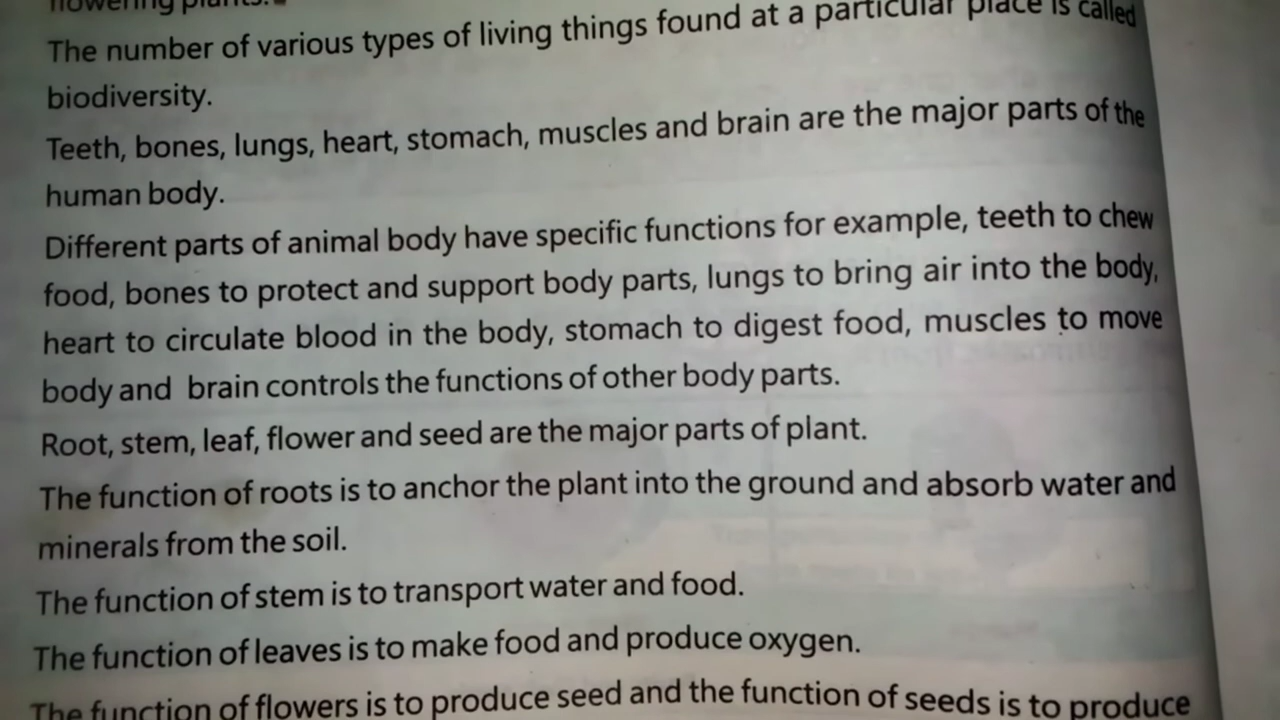 flowering plants.
The number of various types of living things found at a particular place is called
biodiversity.
Teeth, bones, lungs, heart, stomach, muscles and brain are the major parts of the
human body.
Different parts of animal body have specific functions for example, teeth to chew
food, bones to protect and support body parts, lungs to bring air into the body,
heart to circulate blood in the body, stomach to digest food, muscles to move
body and brain controls the functions of other body parts.
Root, stem, leaf, flower and seed are the major parts of plant.
The function of roots is to anchor the plant into the ground and absorb water and
minerals from the soil.
The function of stem is to transport water and food.
The function of leaves is to make food and produce oxygen.
The function of flowers is to produce seed and the function of seeds is to produce